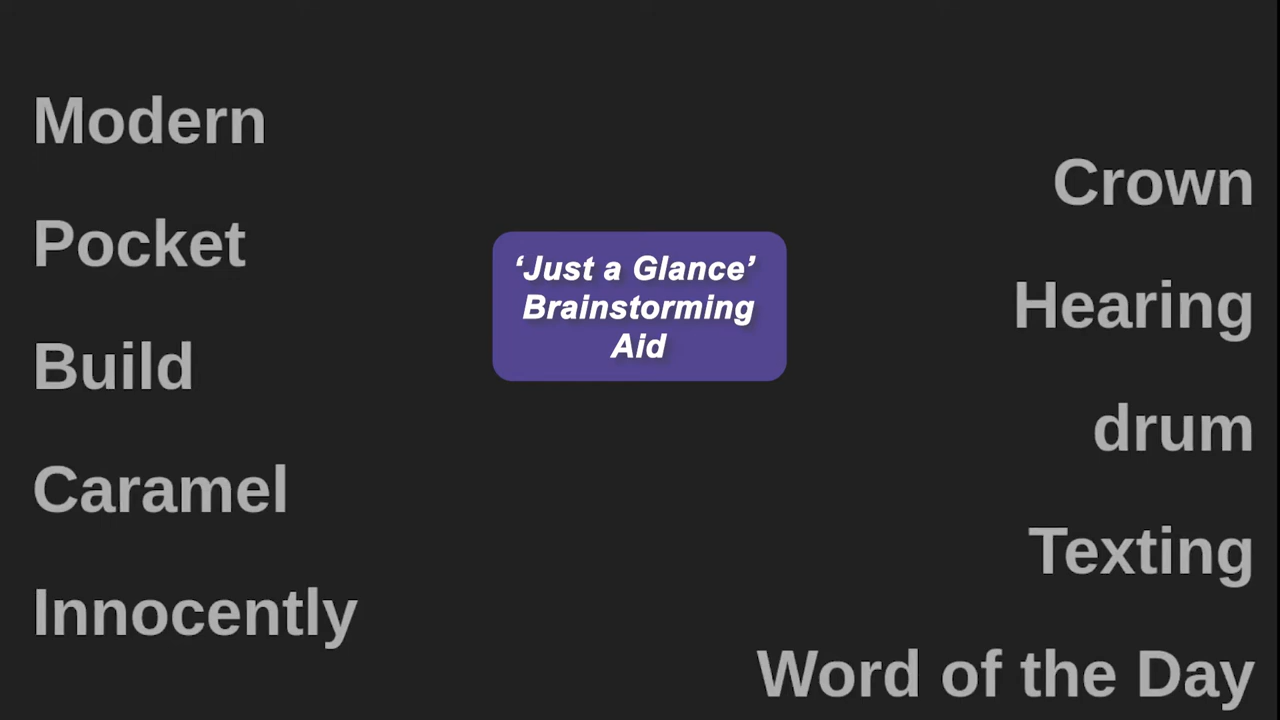 Modern
Pocket
Build
Caramel
Innocently
‘Just a Glance’
Brainstorming
Aid
Crown
Hearing
drum
Texting
Word of the Day